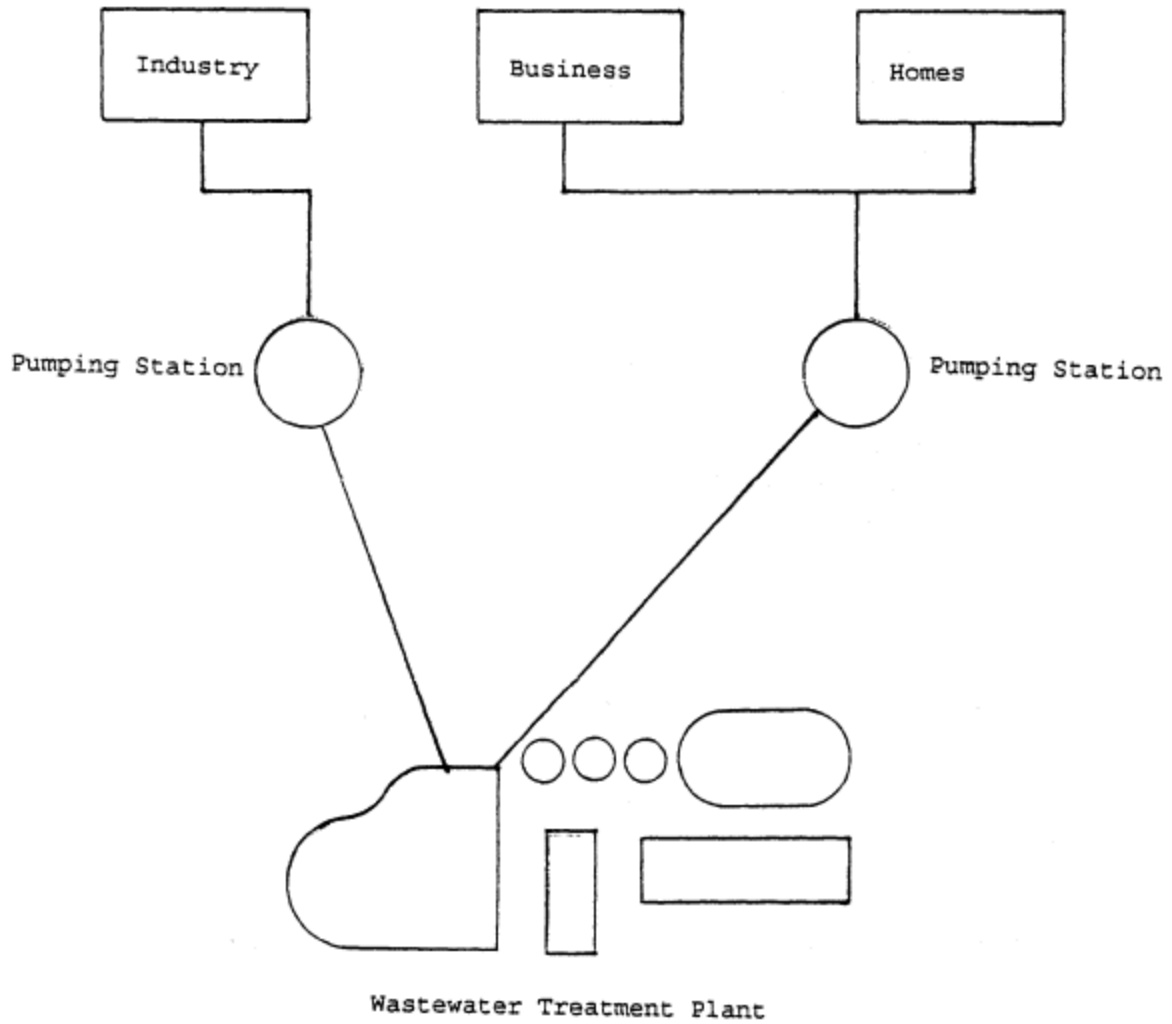 Industry
Business
Homes
Pumping Station
Pumping Station
Wastewater Treatment Plant